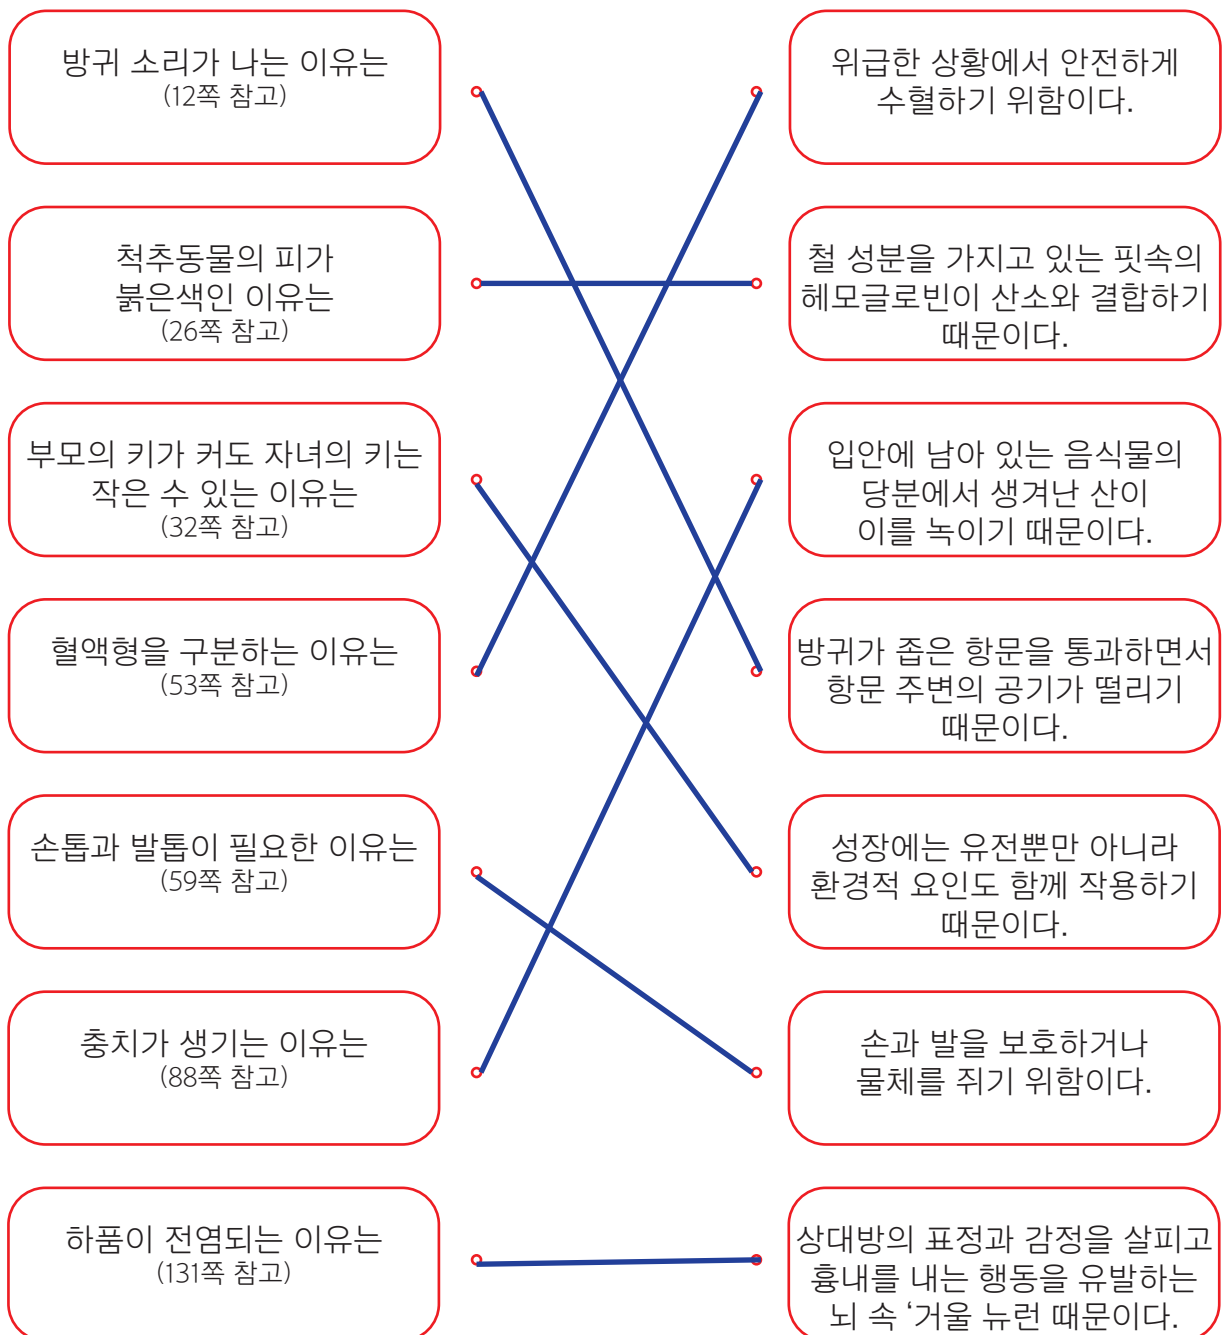 방귀 소리가 나는 이유는
(12쪽 참고)
위급한 상황에서 안전하게
수혈하기 위함이다.
척추동물의 피가
붉은색인 이유는
(26쪽 참고)
철 성분을 가지고 있는 핏속의
헤모글로빈이 산소와 결합하기
때문이다.
부모의 키가 커도 자녀의 키는
작은 수 있는 이유는
(32쪽 참고)
입안에 남아 있는 음식물의
당분에서 생겨난 산이
이를 녹이기 때문이다.
혈액형을 구분하는 이유는
(53쪽 참고)
방귀가 좁은 항문을 통과하면서
항문 주변의 공기가 떨리기
때문이다.
손톱과 발톱이 필요한 이유는
(59쪽 참고)
성장에는 유전뿐만 아니라
환경적 요인도 함께 작용하기
때문이다.
충치가 생기는 이유는
(88쪽 참고)
손과 발을 보호하거나
물체를 쥐기 위함이다.
하품이 전염되는 이유는
(131쪽 참고)
상대방의 표정과 감정을 살피고
흉내를 내는 행동을 유발하는
뇌 속 ‘거울 뉴런 때문이다.